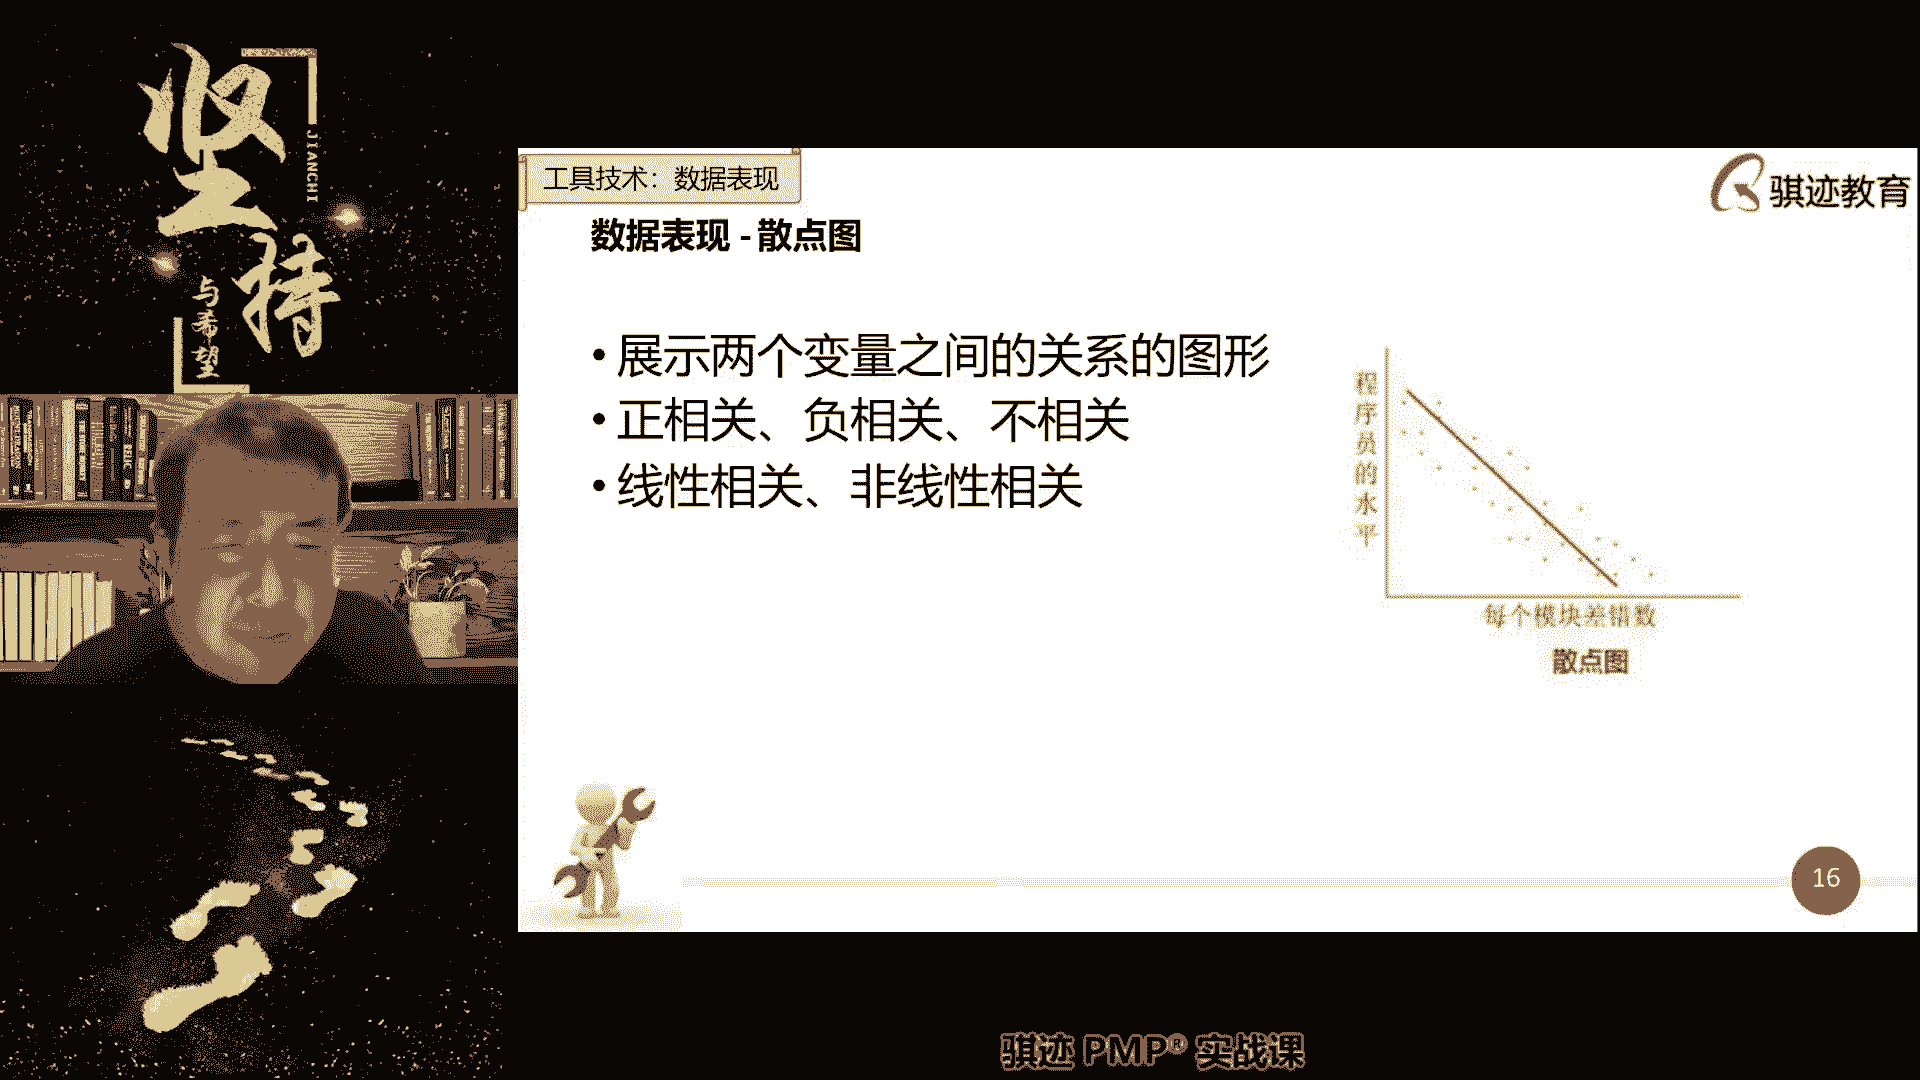 坚持
JIANCHI
与希望
工具技术：数据表现
骐迹教育
数据表现 - 散点图
• 展示两个变量之间的关系的图形
• 正相关、负相关、不相关
• 线性相关、非线性相关
程序员的水平
每个模块差错数
散点图
16
骐迹 PMP® 实战课